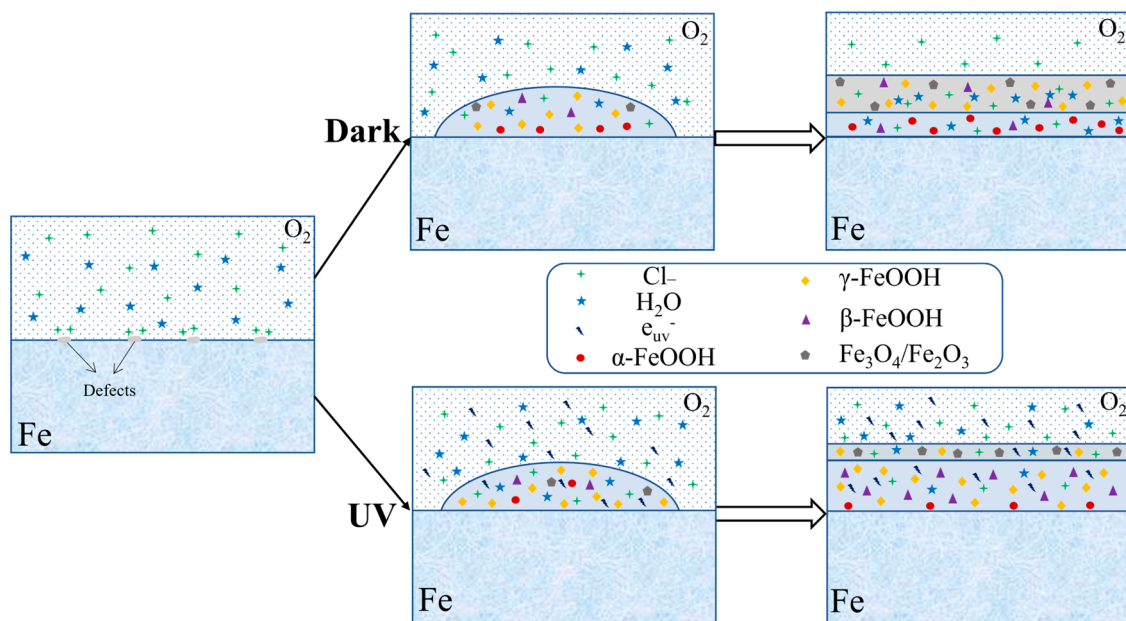 O₂
Fe
Defects
Dark
O₂
Fe
O₂
Fe
Cl–
H₂O
e_uv⁻
α-FeOOH
γ-FeOOH
β-FeOOH
Fe₃O₄/Fe₂O₃
UV
O₂
Fe
O₂
Fe